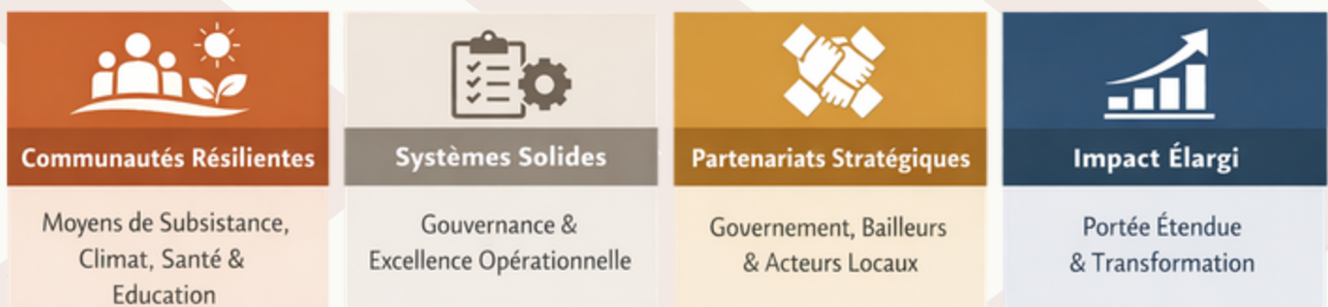 Communautés Résilientes
Moyens de Subsistance,
Climat, Santé &
Education
Systèmes Solides
Gouvernance &
Excellence Opérationnelle
Partenariats Stratégiques
Governement, Bailleurs
& Acteurs Locaux
Impact Élargi
Portée Étendue
& Transformation